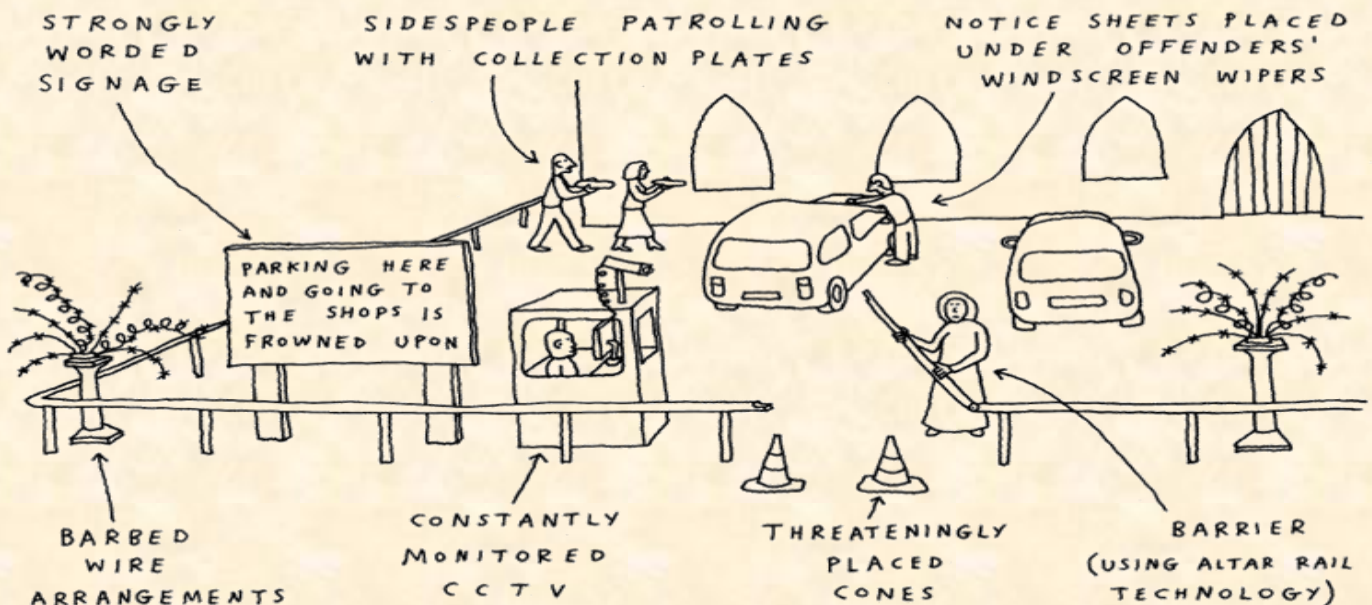 STRONGLY
WORDED
SIGNAGE
SIDESPEOPLE PATROLLING
WITH COLLECTION PLATES
NOTICE SHEETS PLACED
UNDER OFFENDERS'
WINDSCREEN WIPERS
PARKING HERE
AND GOING TO
THE SHOPS IS
FROWNED UPON
BARBED
WIRE
ARRANGEMENTS
CONSTANTLY
MONITORED
CCTV
THREATENINGLY
PLACED
CONES
BARRIER
(USING ALTAR RAIL
TECHNOLOGY)